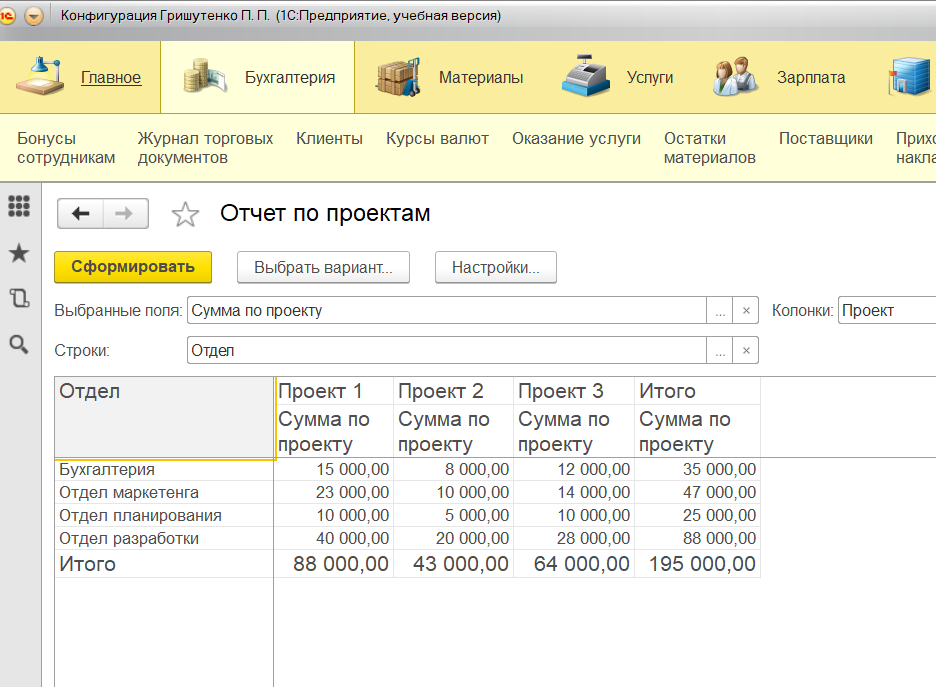 1С Конфигурация Гришутенко П. П. (1С:Предприятие, учебная версия)
Главное Бухгалтерия Материалы Услуги Зарплата
Бонусы сотрудникам
Журнал торговых документов
Клиенты
Курсы валют
Оказание услуги
Остатки материалов
Поставщики
Отчет по проектам
Сформировать Выбрать вариант... Настройки...
Выбранные поля: Сумма по проекту ... × Колонки: Проект
Строки: Отдел ... ×
Отдел Проект 1 Проект 2 Проект 3 Итого
Сумма по проекту Сумма по проекту Сумма по проекту Сумма по проекту
Бухгалтерия 15 000,00 8 000,00 12 000,00 35 000,00
Отдел маркетенга 23 000,00 10 000,00 14 000,00 47 000,00
Отдел планирования 10 000,00 5 000,00 10 000,00 25 000,00
Отдел разработки 40 000,00 20 000,00 28 000,00 88 000,00
Итого 88 000,00 43 000,00 64 000,00 195 000,00